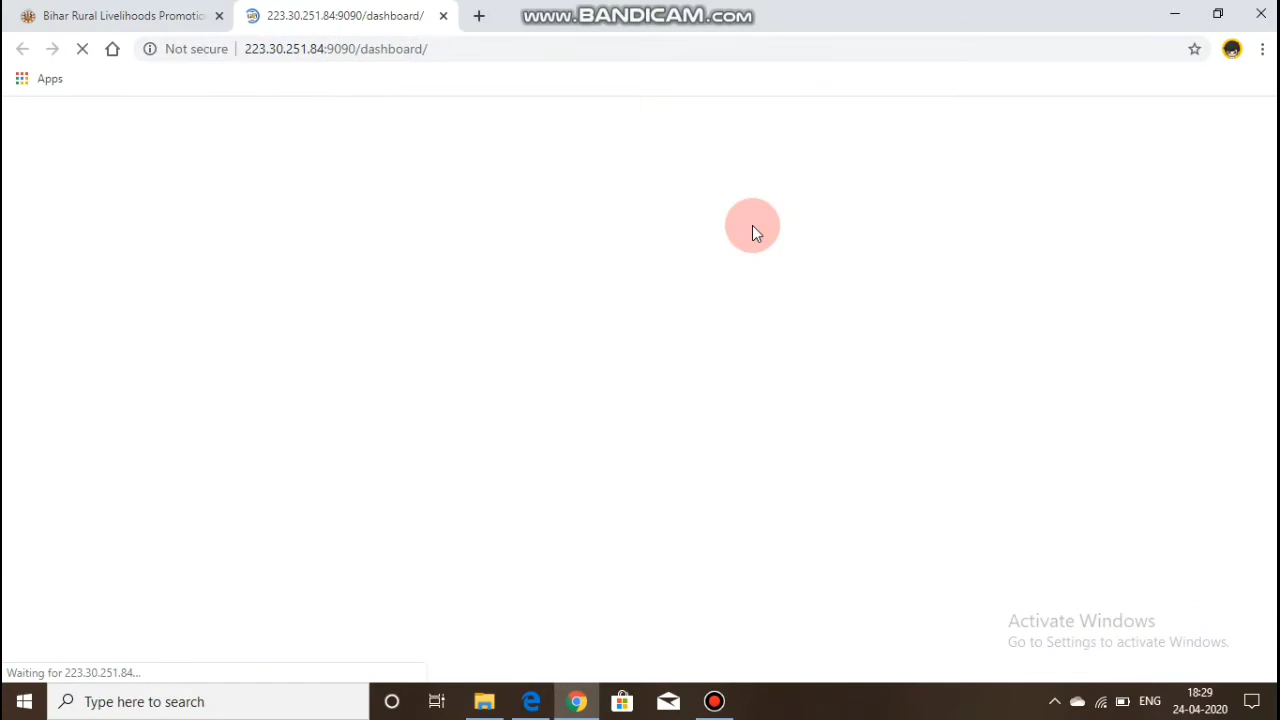 Bihar Rural Livelihoods Promotio
223.30.251.84:9090/dashboard/
www.BANDICAM.com
Not secure
223.30.251.84:9090/dashboard/
Apps
Activate Windows
Go to Settings to activate Windows.
Waiting for 223.30.251.84...
Type here to search
ENG
18:29
24-04-2020